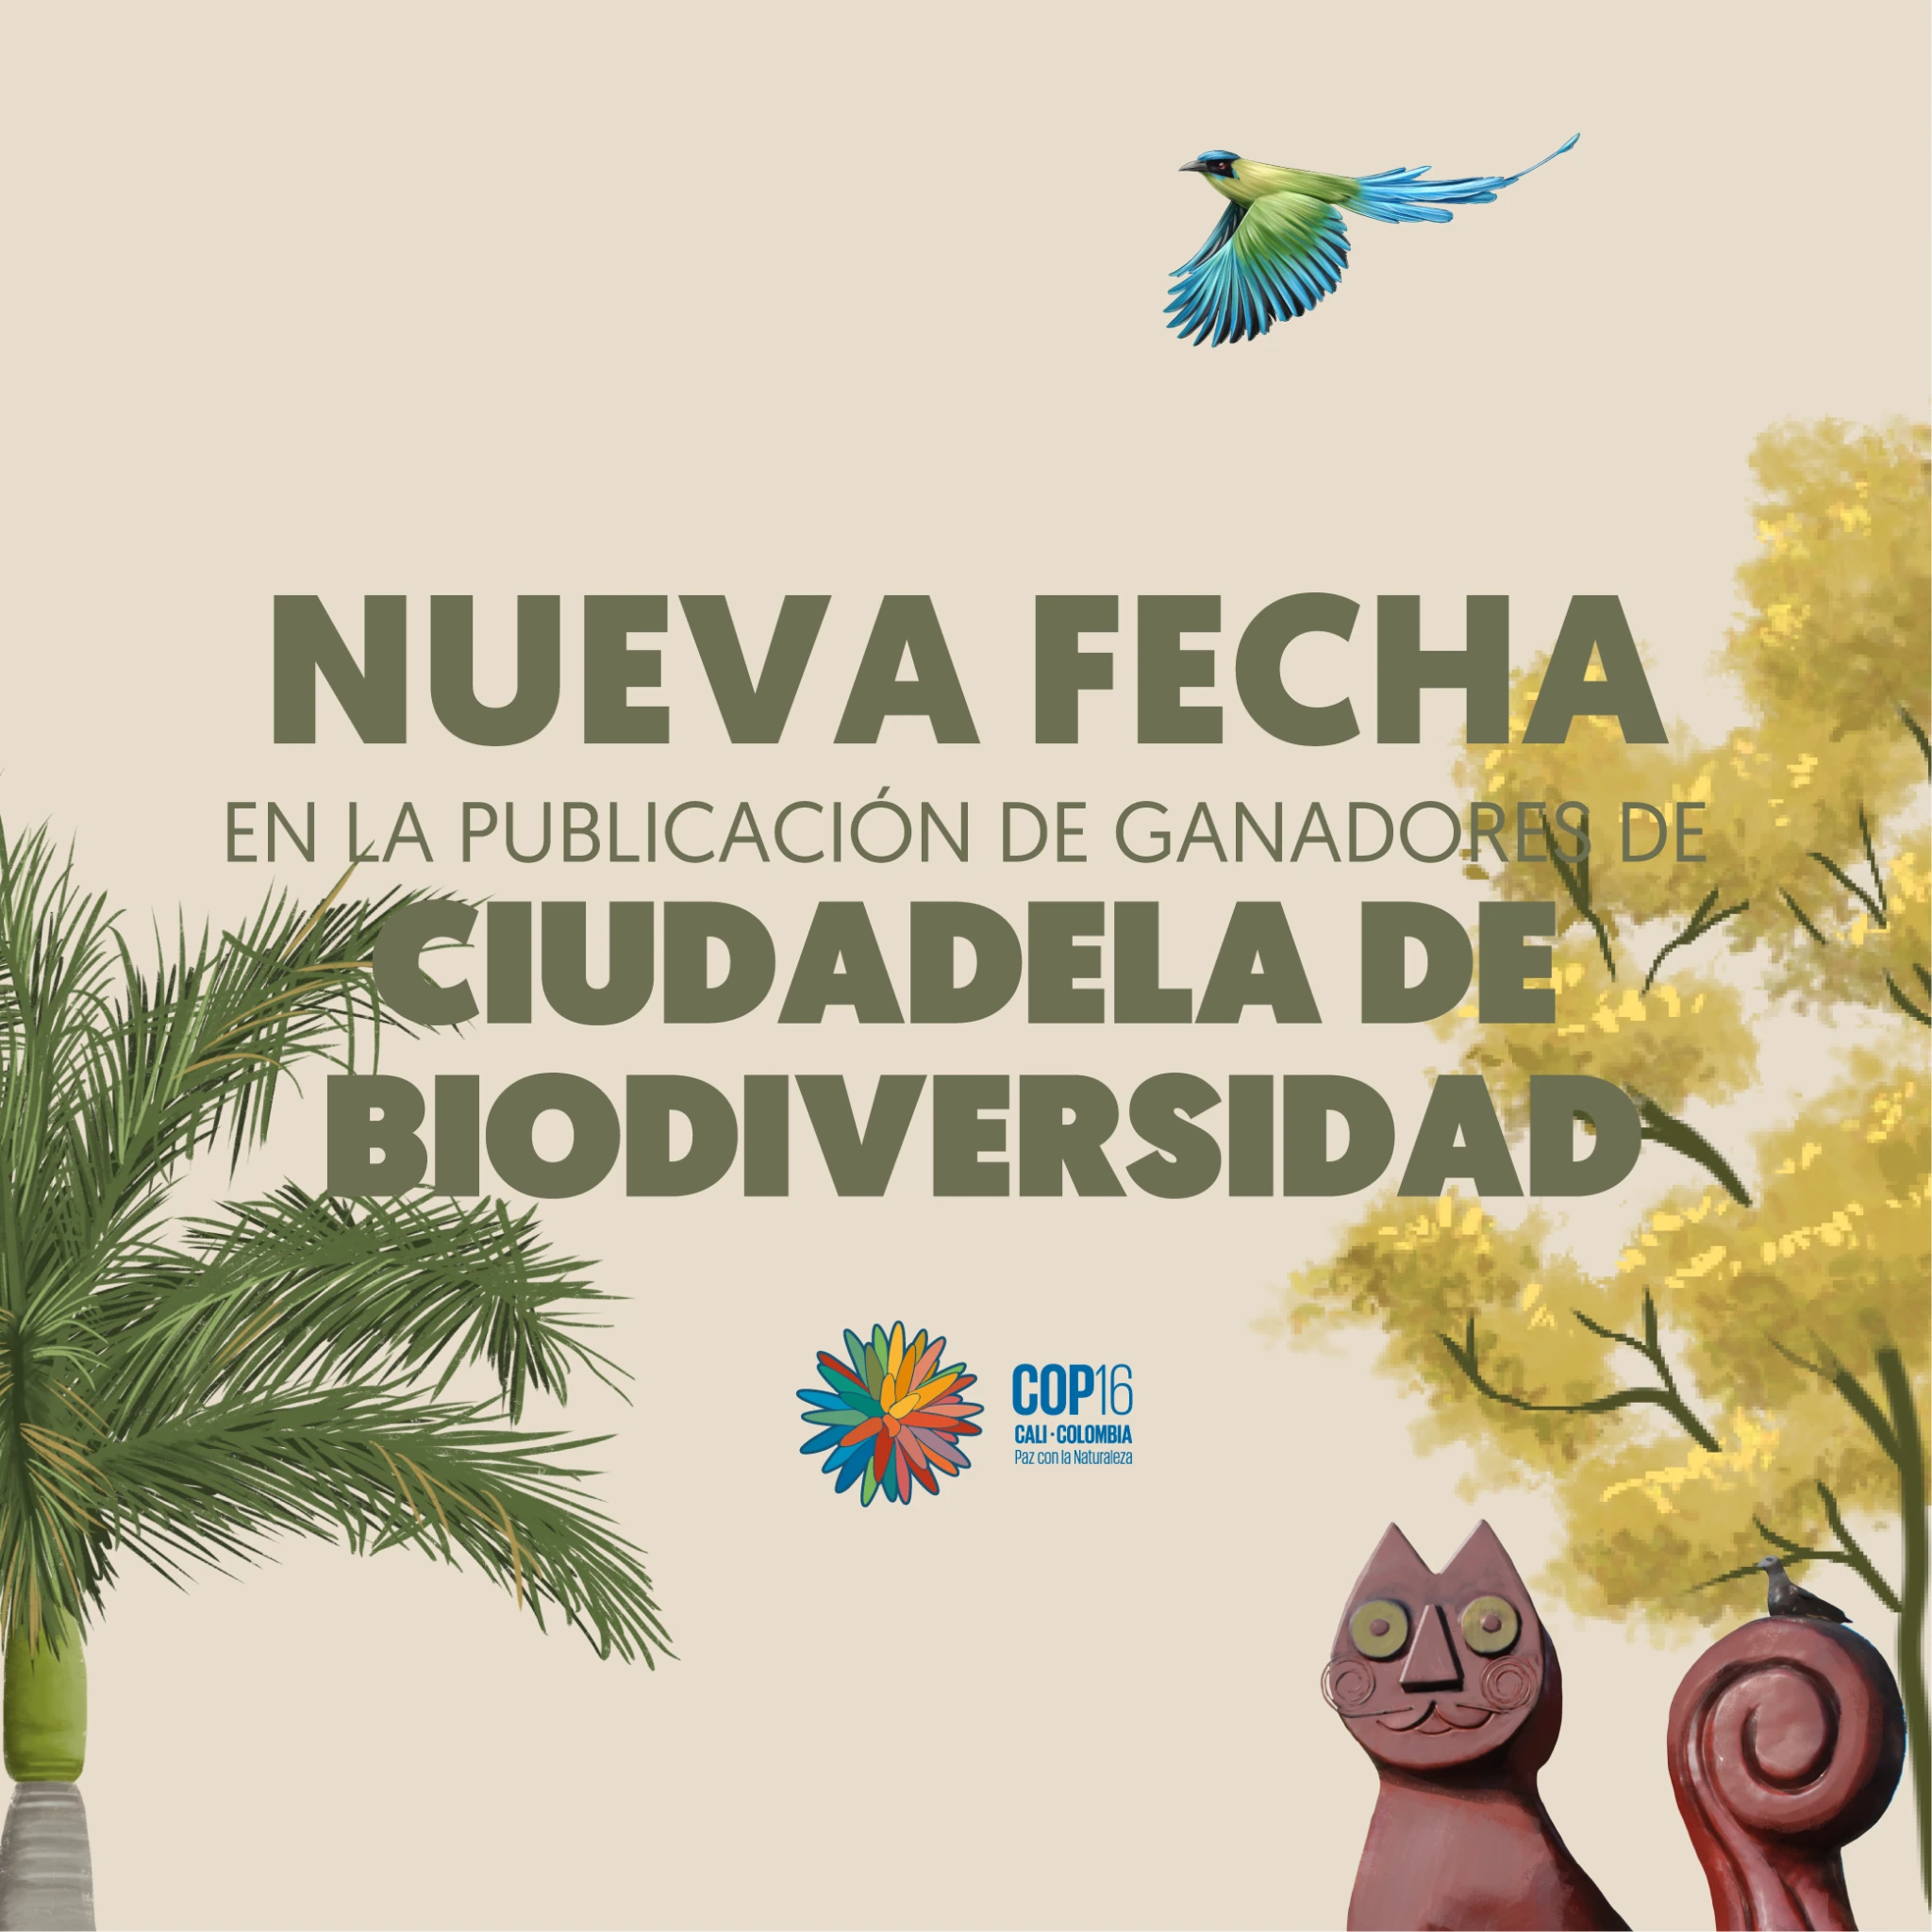 NUEVA FECHA
EN LA PUBLICACIÓN DE GANADORES DE
CIUDADELA DE
BIODIVERSIDAD
COP16
CALI · COLOMBIA
Paz con la Naturaleza